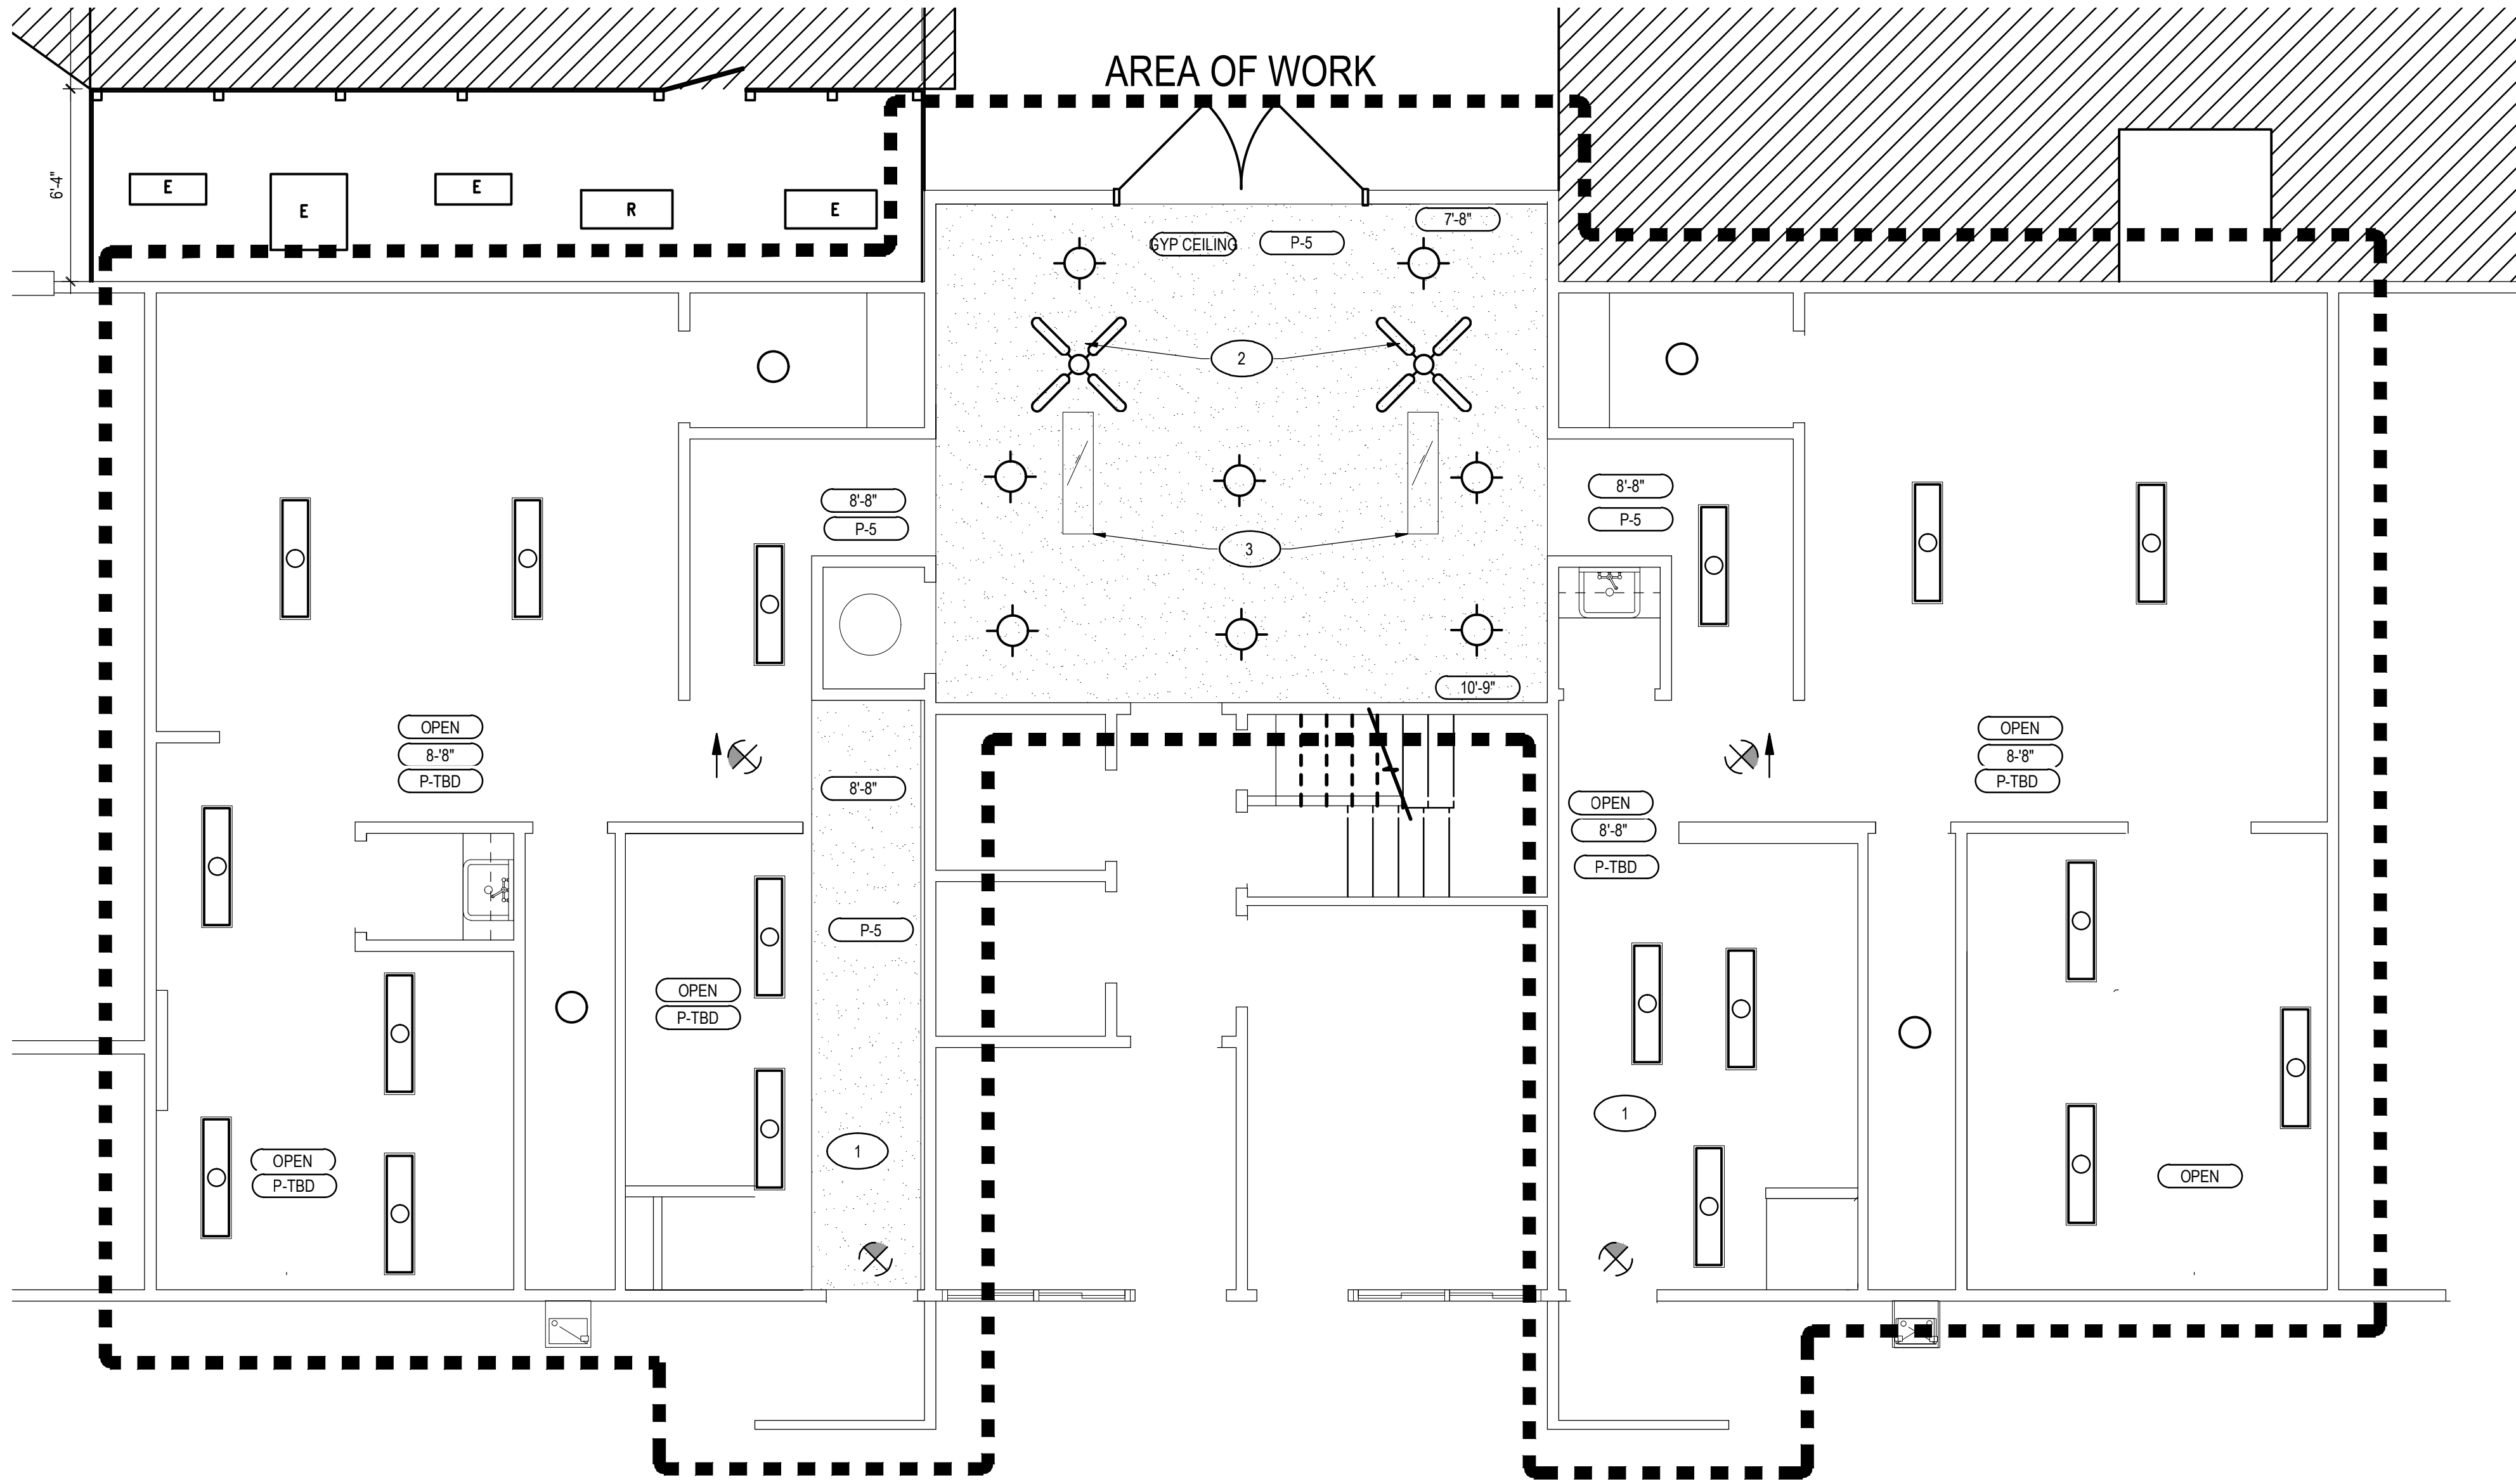 AREA OF WORK
6'-4"
E
E
E
R
E
7'-8"
GYP CEILING
P-5
2
8'-8"
P-5
8'-8"
P-5
3
10'-9"
OPEN
8-'8"
P-TBD
OPEN
8-'8"
P-TBD
8'-8"
OPEN
8'-8"
P-TBD
P-5
OPEN
P-TBD
1
1
OPEN
P-TBD
OPEN